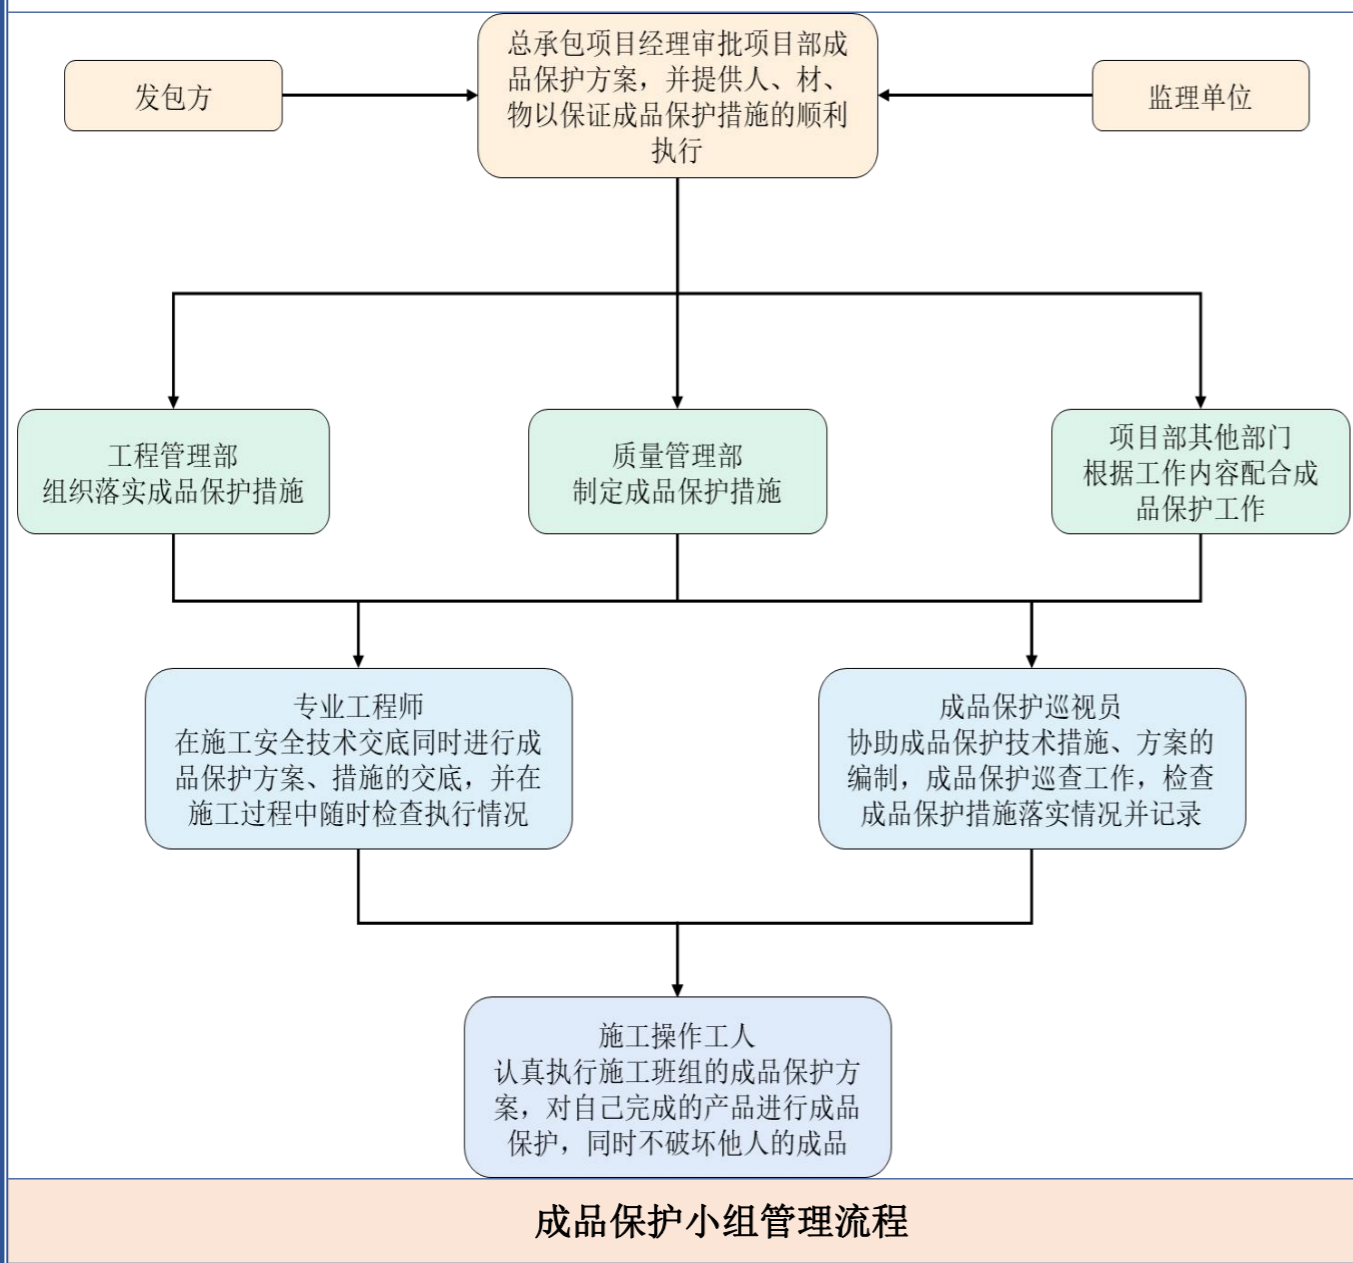 总承包项目经理审批项目部成
品保护方案，并提供人、材、
物以保证成品保护措施的顺利
执行
发包方
监理单位
工程管理部
组织落实成品保护措施
质量管理部
制定成品保护措施
项目部其他部门
根据工作内容配合成
品保护工作
专业工程师
在施工安全技术交底同时进行成
品保护方案、措施的交底，并在
施工过程中随时检查执行情况
成品保护巡视员
协助成品保护技术措施、方案的
编制，成品保护巡查工作，检查
成品保护措施落实情况并记录
施工操作工人
认真执行施工班组的成品保护方
案，对自己完成的产品进行成品
保护，同时不破坏他人的成品
成品保护小组管理流程